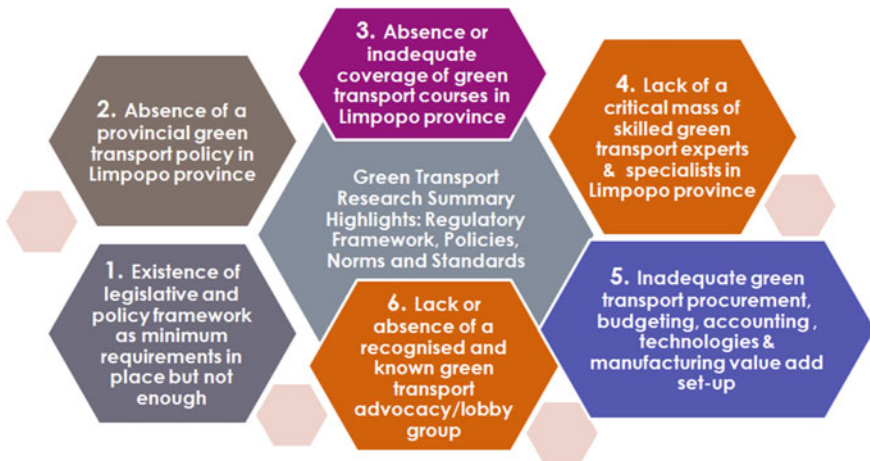 Green Transport
Research Summary
Highlights: Regulatory
Framework, Policies,
Norms and Standards
1. Existence of
legislative and
policy framework
as minimum
requirements in
place but not
enough
2. Absence of a
provincial green
transport policy in
Limpopo province
3. Absence or
inadequate
coverage of green
transport courses in
Limpopo province
4. Lack of a
critical mass of
skilled green
transport experts
& specialists in
Limpopo province
5. Inadequate green
transport procurement,
budgeting, accounting ,
technologies &
manufacturing value add
set-up
6. Lack or
absence of a
recognised and
known green
transport
advocacy/lobby
group